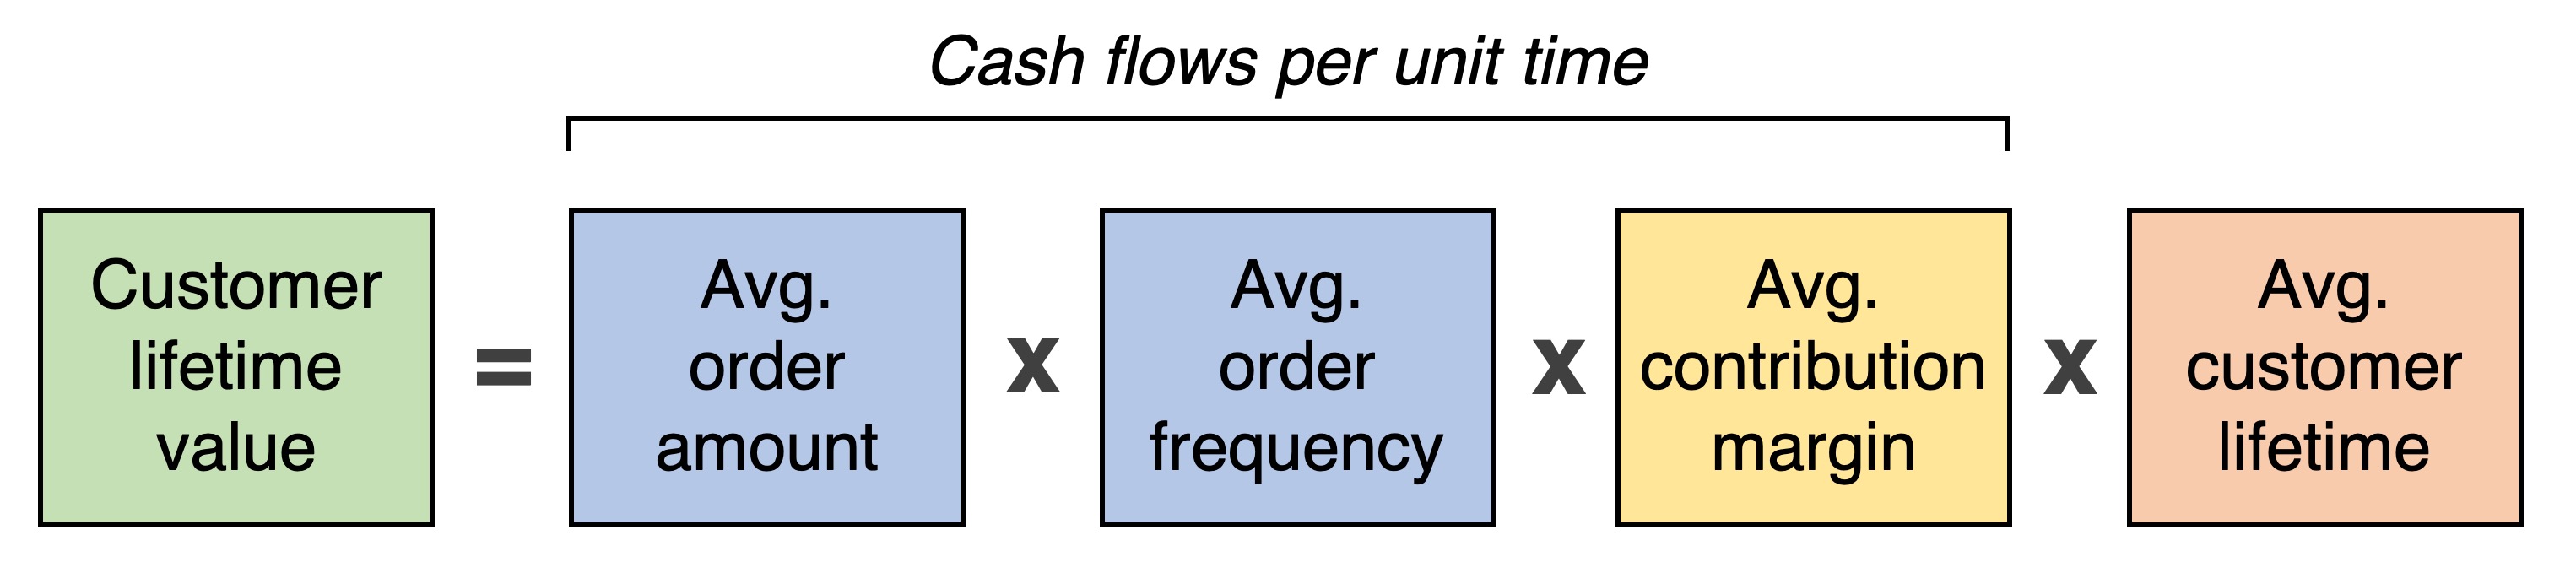 Cash flows per unit time
Customer
lifetime
value
=
Avg.
order
amount
x
Avg.
order
frequency
x
Avg.
contribution
margin
x
Avg.
customer
lifetime